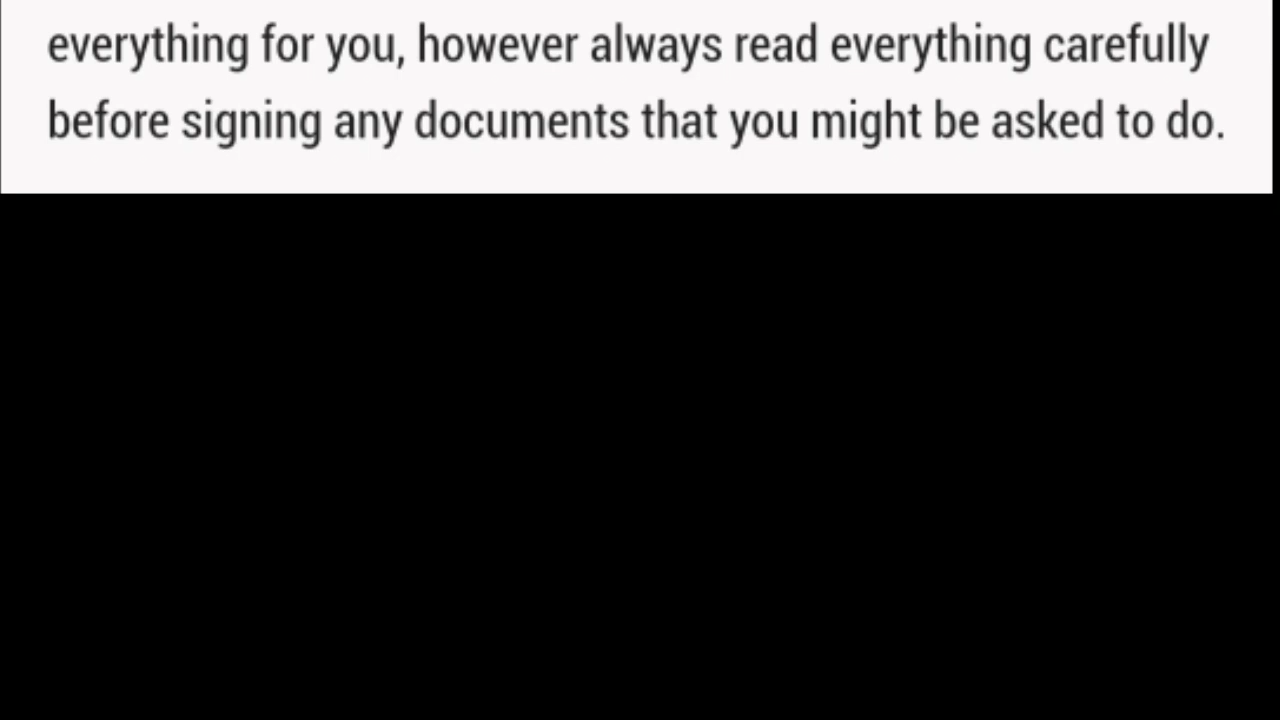 everything for you, however always read everything carefully
before signing any documents that you might be asked to do.